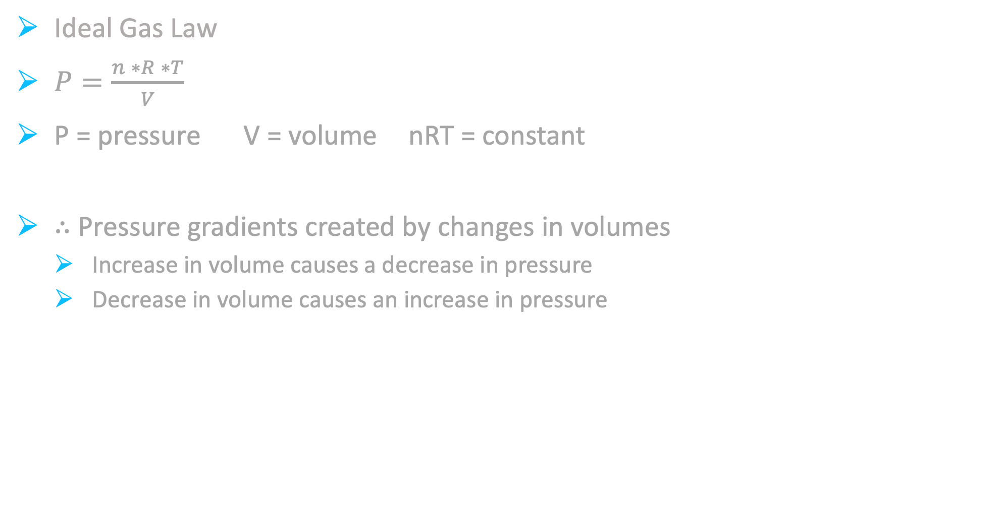 Ideal Gas Law
P = n *R *T / V
P = pressure V = volume nRT = constant
∴ Pressure gradients created by changes in volumes
Increase in volume causes a decrease in pressure
Decrease in volume causes an increase in pressure